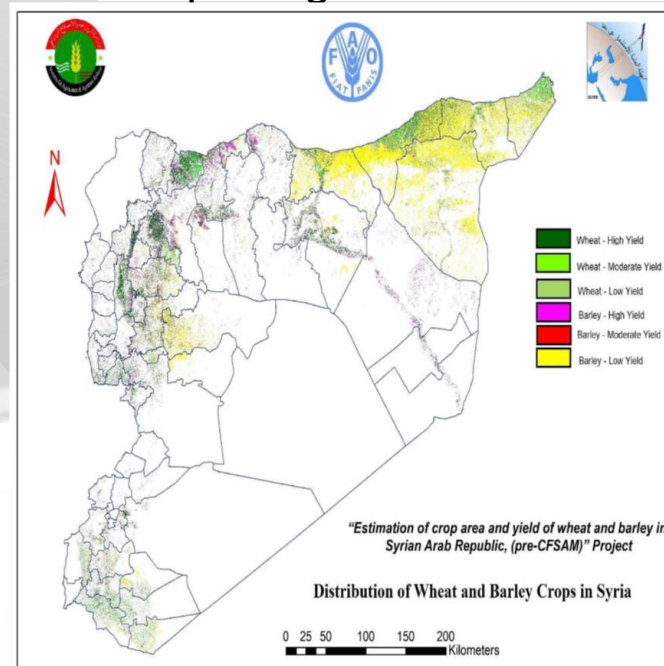 F A O
FIAT PANIS
N
Wheat - High Yield
Wheat - Moderate Yield
Wheat - Low Yield
Barley - High Yield
Barley - Moderate Yield
Barley - Low Yield
"Estimation of crop area and yield of wheat and barley in
Syrian Arab Republic, (pre-CFSAM)" Project
Distribution of Wheat and Barley Crops in Syria
0 25 50 100 150 200
Kilometers